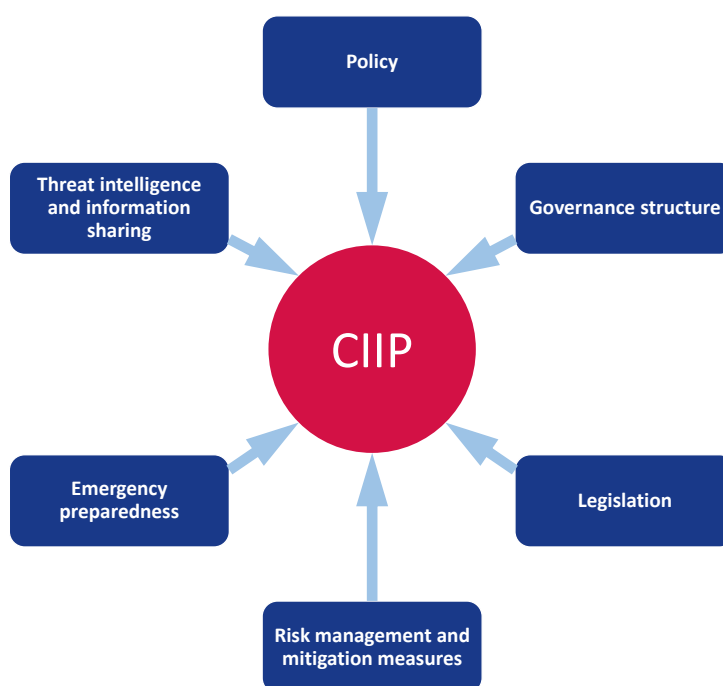 Policy
Threat intelligence
and information
sharing
Governance structure
CIIP
Emergency
preparedness
Legislation
Risk management and
mitigation measures